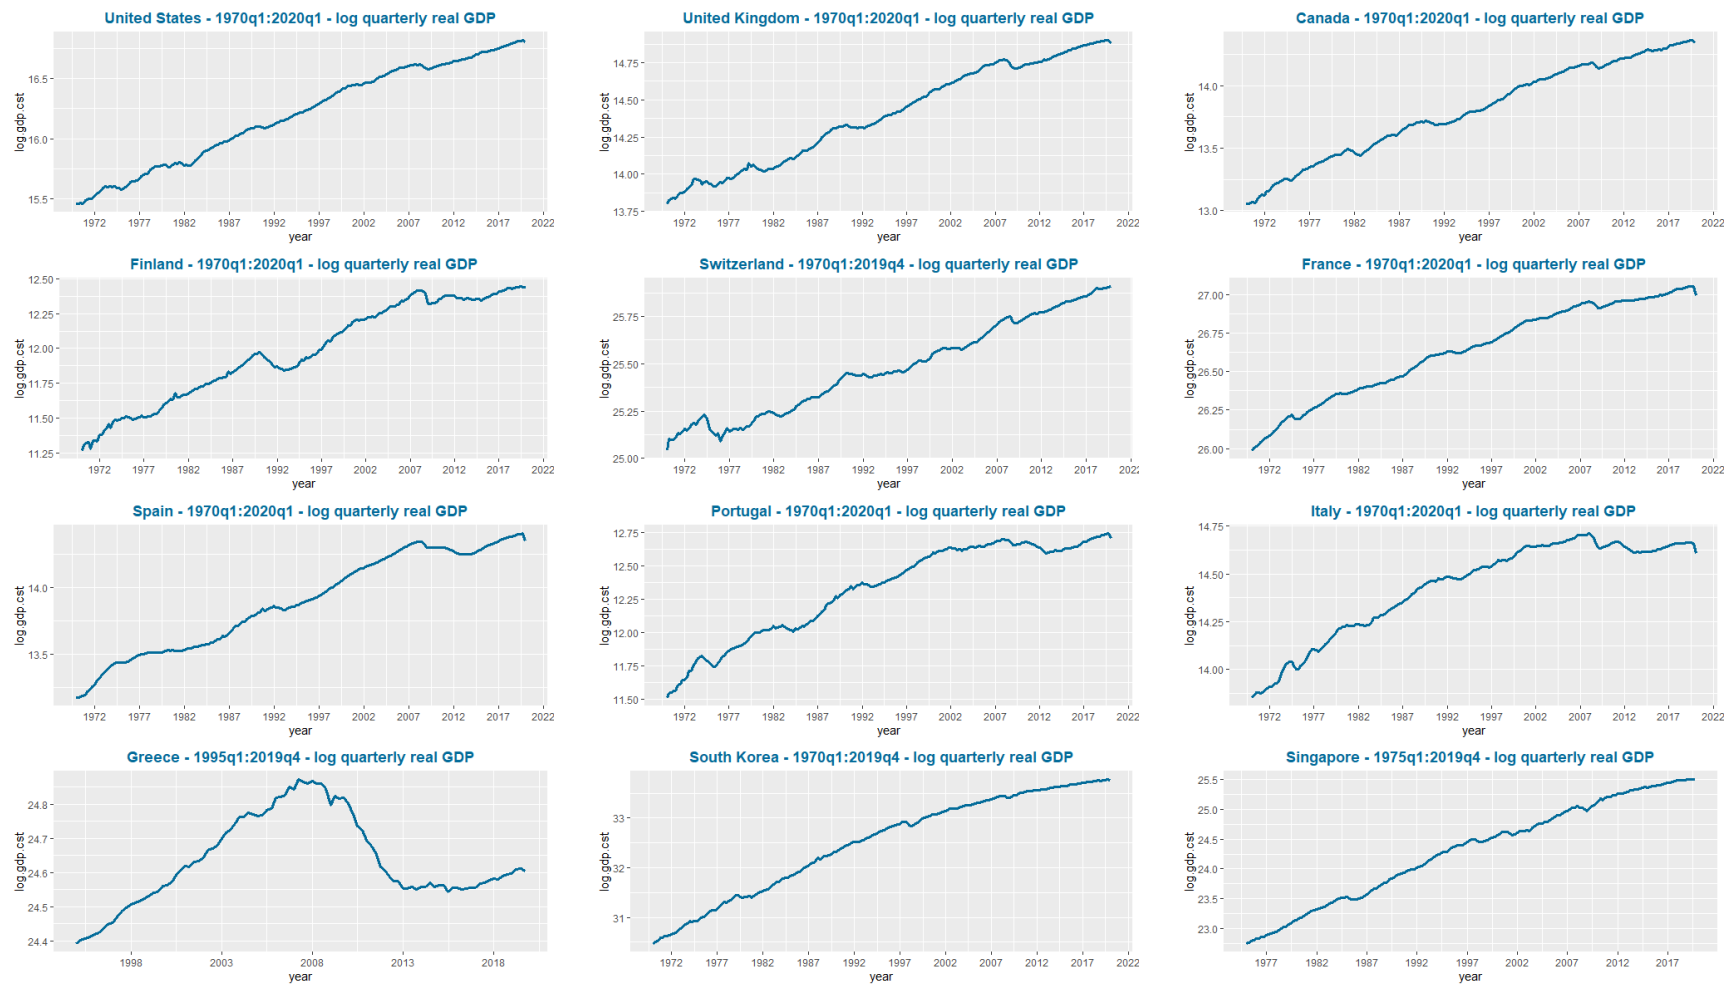 United States - 1970q1:2020q1 - log quarterly real GDP
log.gdp.cst
16.5
16.0
15.5
1972 1977 1982 1987 1992 1997 2002 2007 2012 2017 2022
year
United Kingdom - 1970q1:2020q1 - log quarterly real GDP
log.gdp.cst
14.75
14.50
14.25
14.00
13.75
1972 1977 1982 1987 1992 1997 2002 2007 2012 2017 2022
year
Canada - 1970q1:2020q1 - log quarterly real GDP
log.gdp.cst
14.0
13.5
13.0
1972 1977 1982 1987 1992 1997 2002 2007 2012 2017 2022
year
Finland - 1970q1:2020q1 - log quarterly real GDP
log.gdp.cst
12.50
12.25
12.00
11.75
11.50
11.25
1972 1977 1982 1987 1992 1997 2002 2007 2012 2017 2022
year
Switzerland - 1970q1:2019q4 - log quarterly real GDP
log.gdp.cst
25.75
25.50
25.25
25.00
1972 1977 1982 1987 1992 1997 2002 2007 2012 2017 2022
year
France - 1970q1:2020q1 - log quarterly real GDP
log.gdp.cst
27.00
26.75
26.50
26.25
26.00
1972 1977 1982 1987 1992 1997 2002 2007 2012 2017 2022
year
Spain - 1970q1:2020q1 - log quarterly real GDP
log.gdp.cst
14.0
13.5
1972 1977 1982 1987 1992 1997 2002 2007 2012 2017 2022
year
Portugal - 1970q1:2020q1 - log quarterly real GDP
log.gdp.cst
12.75
12.50
12.25
12.00
11.75
11.50
1972 1977 1982 1987 1992 1997 2002 2007 2012 2017 2022
year
Italy - 1970q1:2020q1 - log quarterly real GDP
log.gdp.cst
14.75
14.50
14.25
14.00
1972 1977 1982 1987 1992 1997 2002 2007 2012 2017 2022
year
Greece - 1995q1:2019q4 - log quarterly real GDP
log.gdp.cst
24.8
24.7
24.6
24.5
24.4
1998 2003 2008 2013 2018
year
South Korea - 1970q1:2019q4 - log quarterly real GDP
log.gdp.cst
33
32
31
1972 1977 1982 1987 1992 1997 2002 2007 2012 2017 2022
year
Singapore - 1975q1:2019q4 - log quarterly real GDP
log.gdp.cst
25.5
25.0
24.5
24.0
23.5
23.0
1977 1982 1987 1992 1997 2002 2007 2012 2017
year